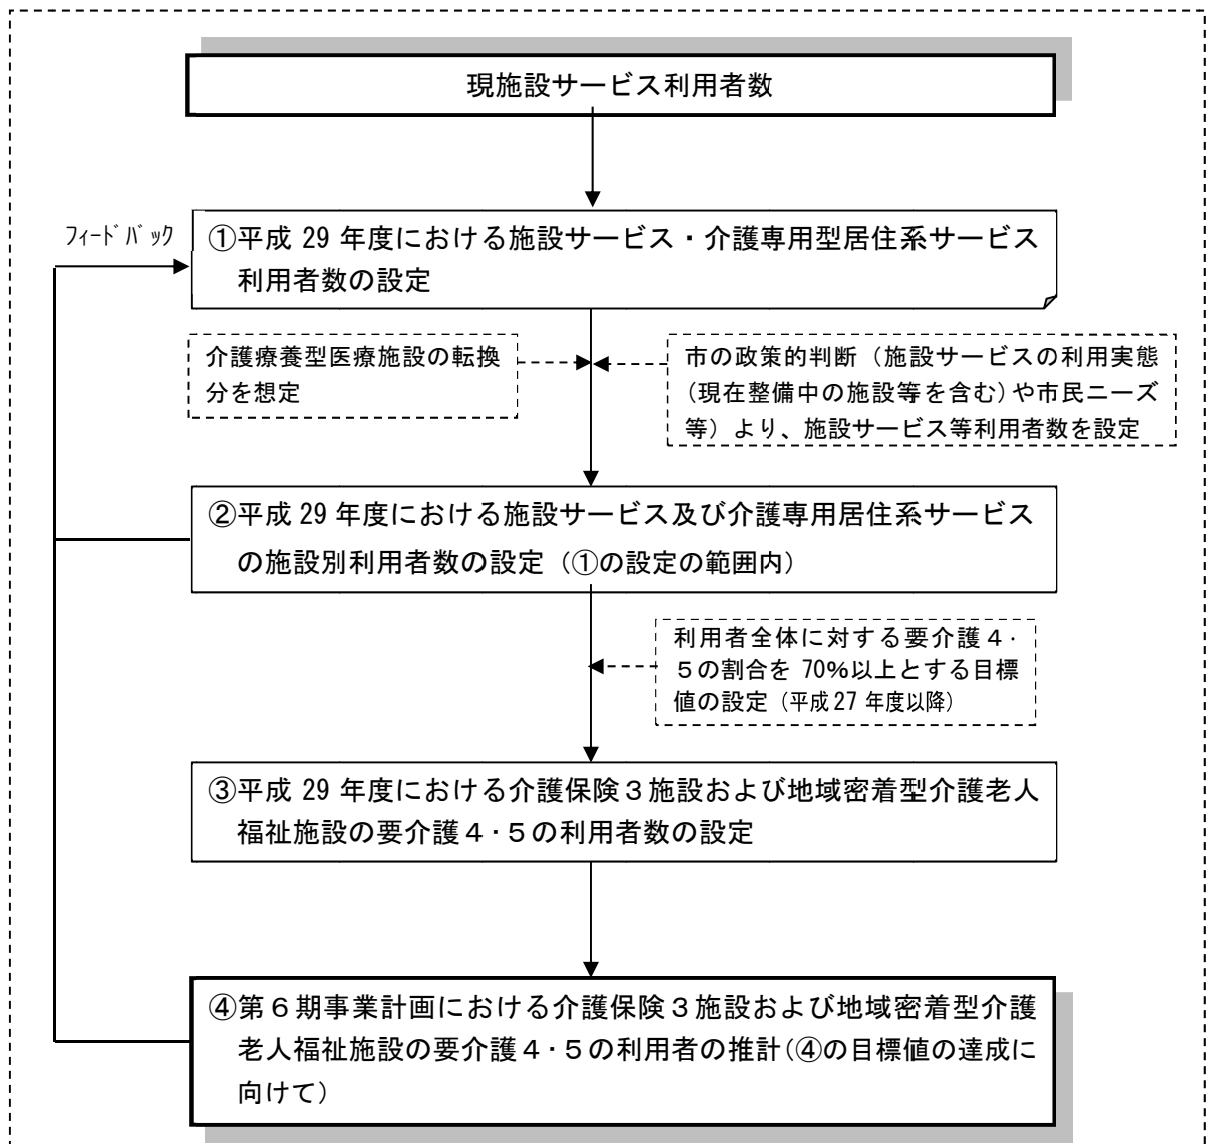 現施設サービス利用者数
フィードバック
①平成 29 年度における施設サービス・介護専用型居住系サービス
利用者数の設定
介護療養型医療施設の転換
分を想定
市の政策的判断（施設サービスの利用実態
(現在整備中の施設等を含む)や市民ニーズ
等）より、施設サービス等利用者数を設定
②平成 29 年度における施設サービス及び介護専用居住系サービス
の施設別利用者数の設定（①の設定の範囲内）
利用者全体に対する要介護４・
５の割合を 70％以上とする目標
値の設定（平成 27 年度以降）
③平成 29 年度における介護保険３施設および地域密着型介護老人
福祉施設の要介護４・５の利用者数の設定
④第６期事業計画における介護保険３施設および地域密着型介護
老人福祉施設の要介護４・５の利用者の推計(④の目標値の達成に
向けて)